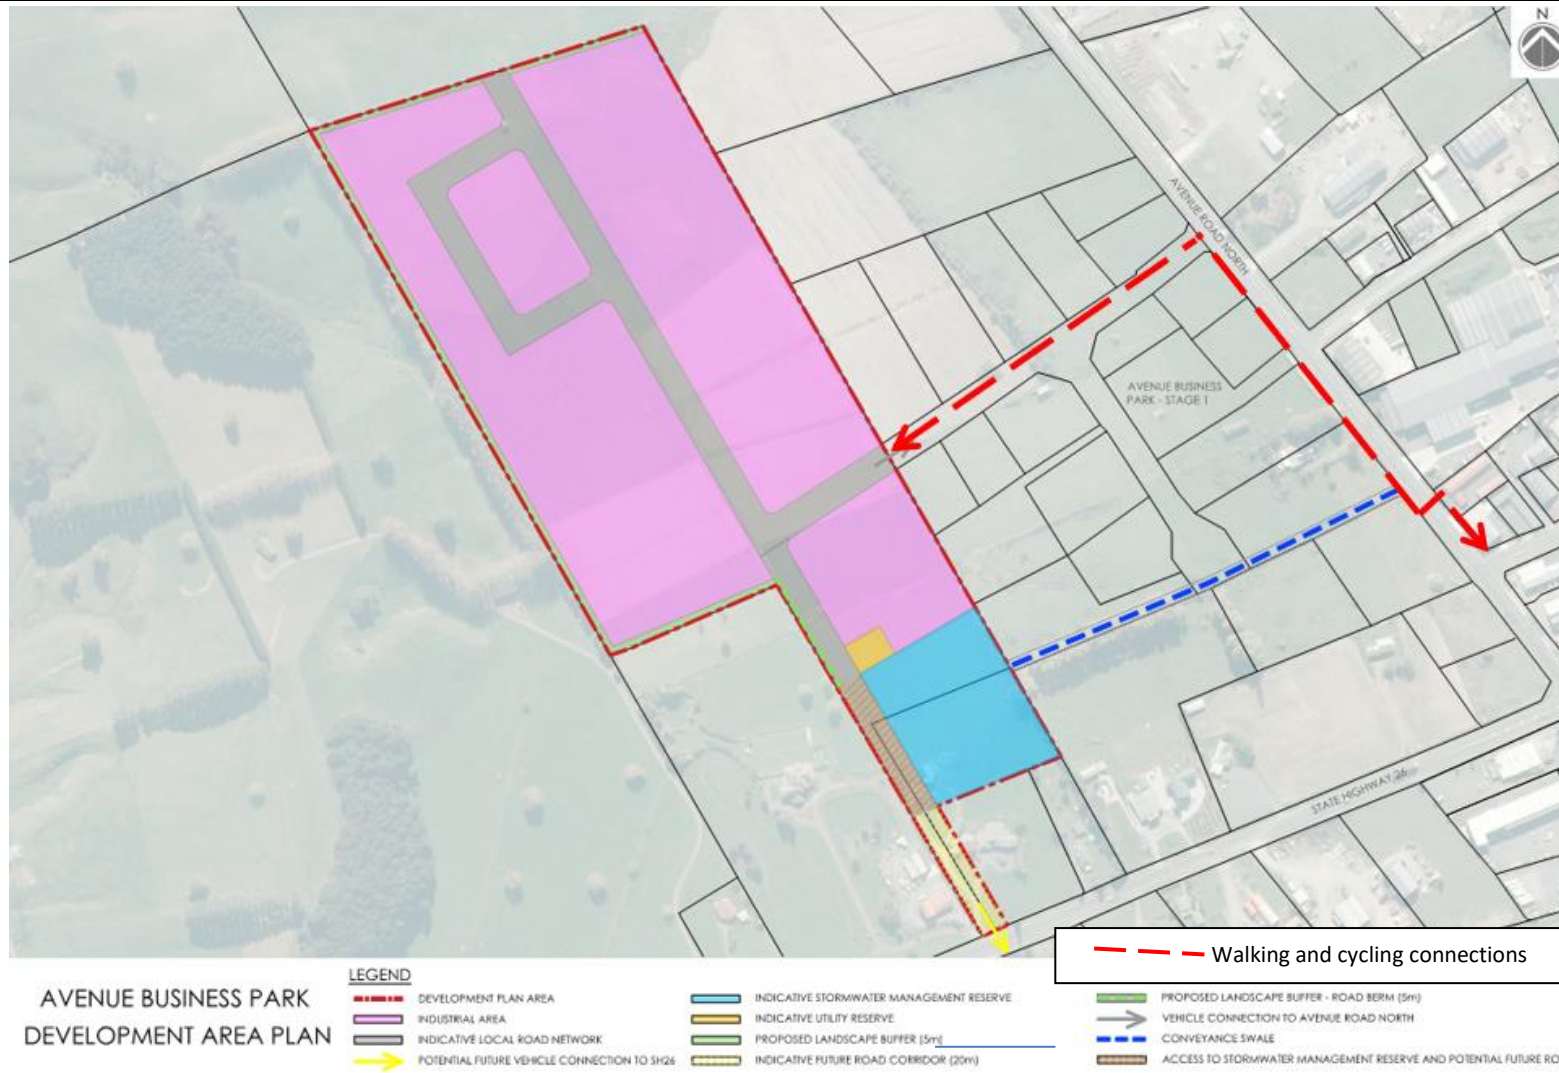 N
AVENUE ROAD NORTH
AVENUE BUSINESS
PARK - STAGE 1
STATE HIGHWAY 26
Walking and cycling connections
AVENUE BUSINESS PARK
DEVELOPMENT AREA PLAN
LEGEND
DEVELOPMENT PLAN AREA
INDUSTRIAL AREA
INDICATIVE LOCAL ROAD NETWORK
POTENTIAL FUTURE VEHICLE CONNECTION TO SH26
INDICATIVE STORMWATER MANAGEMENT RESERVE
INDICATIVE UTILITY RESERVE
PROPOSED LANDSCAPE BUFFER (5m)
INDICATIVE FUTURE ROAD CORRIDOR (20m)
PROPOSED LANDSCAPE BUFFER - ROAD BERM (5m)
VEHICLE CONNECTION TO AVENUE ROAD NORTH
CONVEYANCE SWALE
ACCESS TO STORMWATER MANAGEMENT RESERVE AND POTENTIAL FUTURE RO